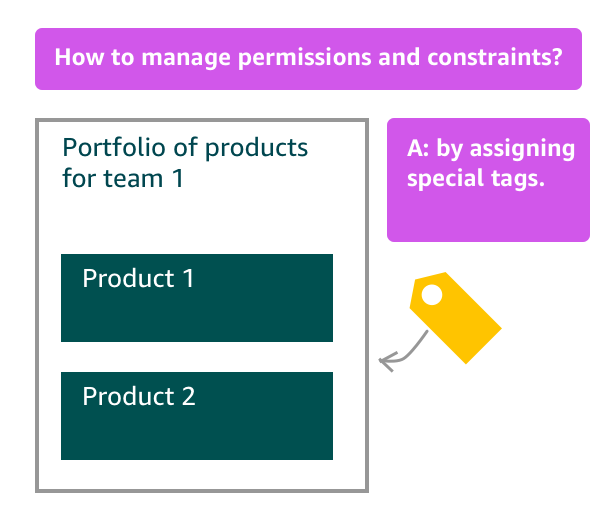 How to manage permissions and constraints?
Portfolio of products
for team 1
A: by assigning
special tags.
Product 1
Product 2